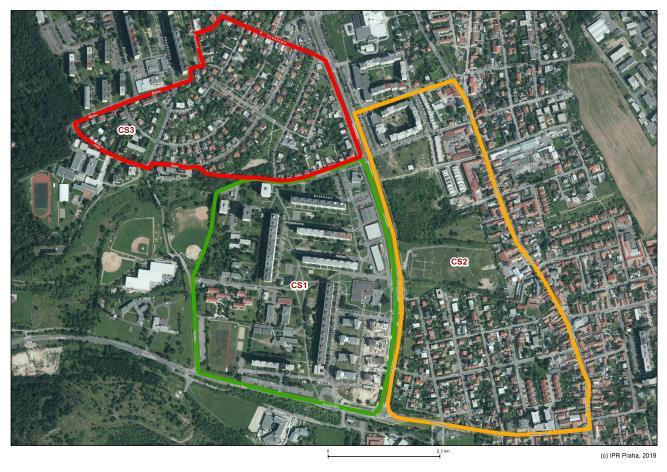 CS3
CS2
CS1
0 0,3 km
(c) IPR Praha, 2019